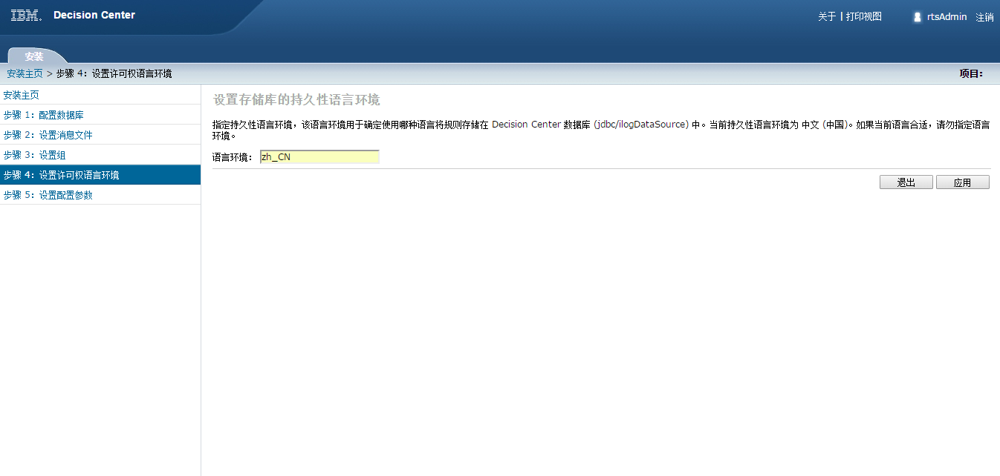 IBM. Decision Center
关于 | 打印视图 rtsAdmin 注销
安装
安装主页 > 步骤 4：设置许可权语言环境 项目：
安装主页
步骤 1：配置数据库
步骤 2：设置消息文件
步骤 3：设置组
步骤 4：设置许可权语言环境
步骤 5：设置配置参数
设置存储库的持久性语言环境
指定持久性语言环境，该语言环境用于确定使用哪种语言将规则存储在 Decision Center 数据库 (jdbc/ilogDataSource) 中。当前持久性语言环境为 中文 (中国)。如果当前语言合适，请勿指定语言
环境。
语言环境： zh_CN
退出 应用